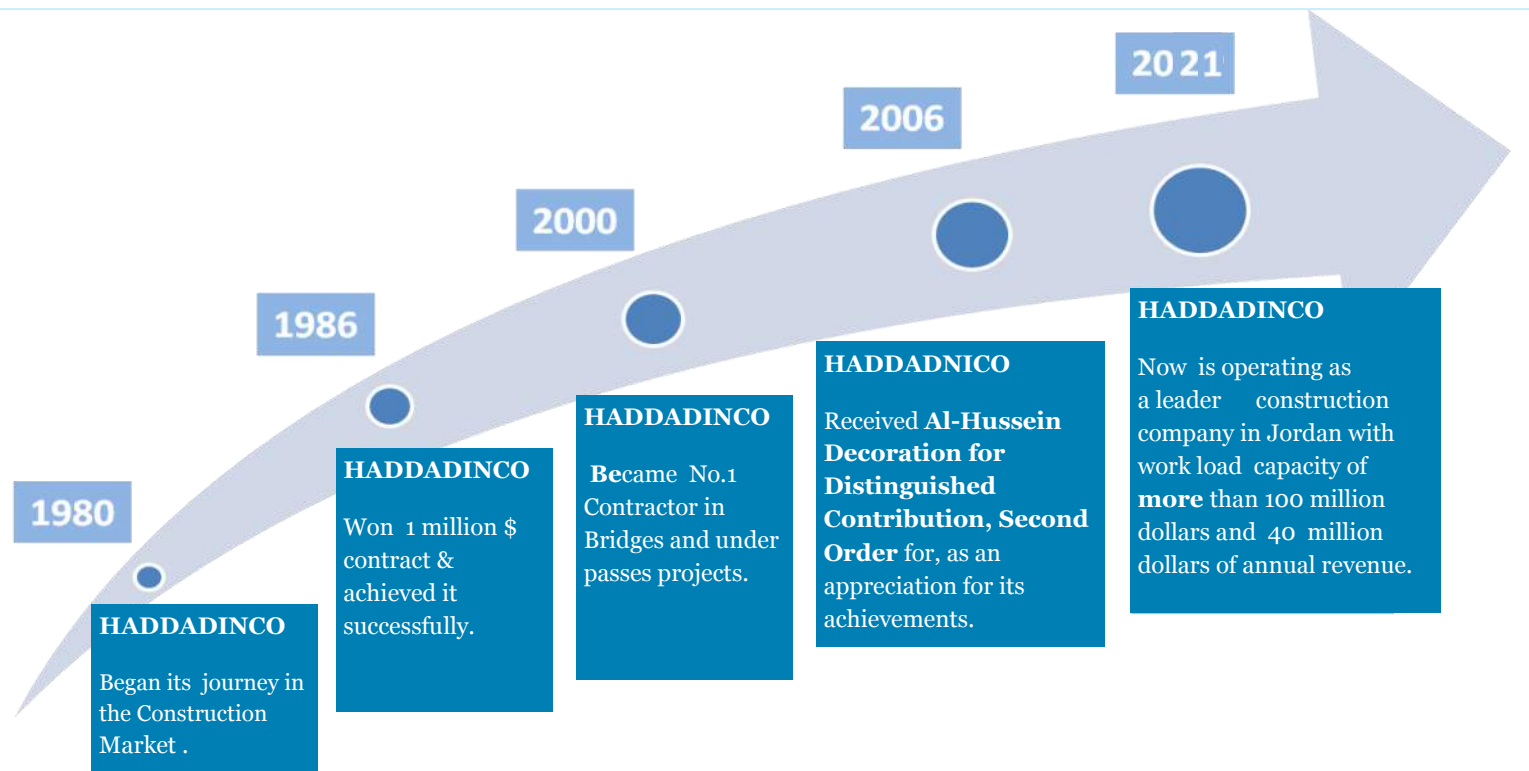 1980
HADDADINCO
Began its journey in
the Construction
Market .
1986
HADDADINCO
Won 1 million $
contract &
achieved it
successfully.
2000
HADDADINCO
Became No.1
Contractor in
Bridges and under
passes projects.
2006
HADDADNICO
Received Al-Hussein
Decoration for
Distinguished
Contribution, Second
Order for, as an
appreciation for its
achievements.
2021
HADDADINCO
Now is operating as
a leader construction
company in Jordan with
work load capacity of
more than 100 million
dollars and 40 million
dollars of annual revenue.